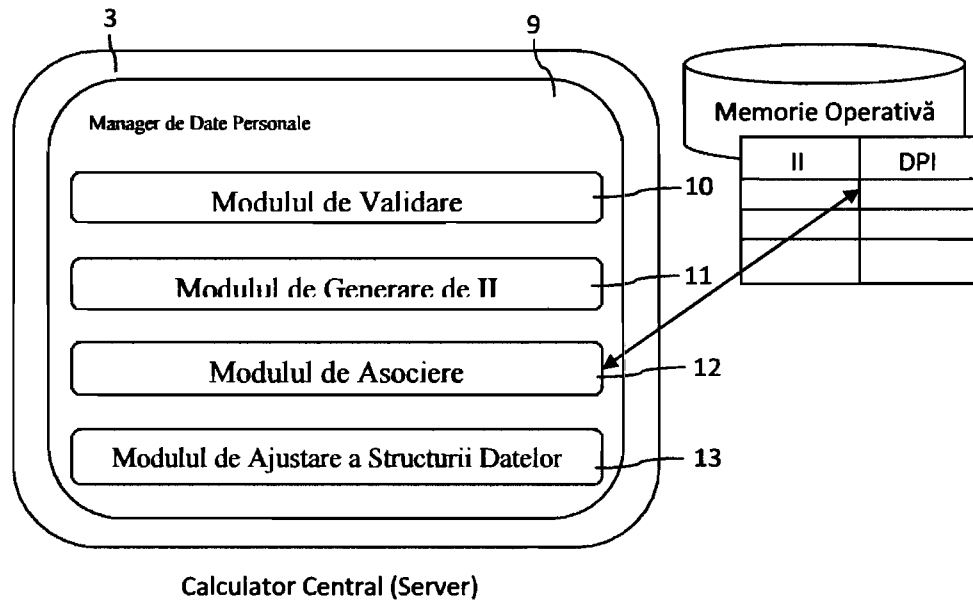 3
9
Manager de Date Personale
Memorie Operativă
II
DPI
Modulul de Validare
10
Modulul de Generare de II
11
Modulul de Asociere
12
Modulul de Ajustare a Structurii Datelor
13
Calculator Central (Server)